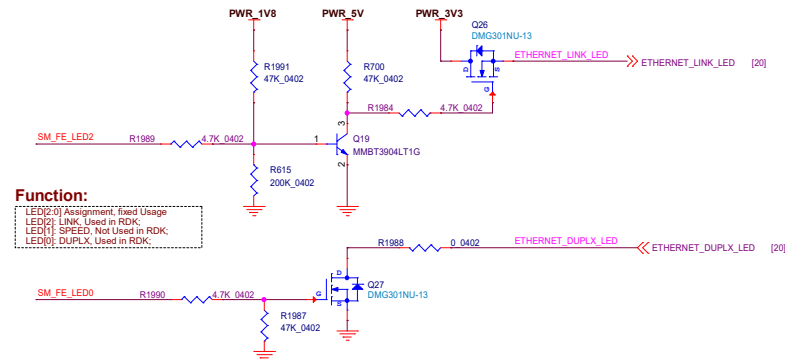 PWR_1V8
PWR_5V
PWR_3V3
Q26
DMG301NU-13
R1991
47K_0402
R700
47K_0402
D
S
G
ETHERNET_LINK_LED
ETHERNET_LINK_LED [20]
R1984 4.7K_0402
SM_FE_LED2
R1989 4.7K_0402
1
3
2
Q19
MMBT3904LT1G
R615
200K_0402
Function:
LED[2:0] Assignment, fixed Usage
LED[2]: LINK, Used in RDK;
LED[1]: SPEED, Not Used in RDK;
LED[0]: DUPLX, Used in RDK;
R1988 0_0402
ETHERNET_DUPLX_LED
ETHERNET_DUPLX_LED [20]
SM_FE_LED0
R1990 4.7K_0402
D
G
S
Q27
DMG301NU-13
R1987
47K_0402